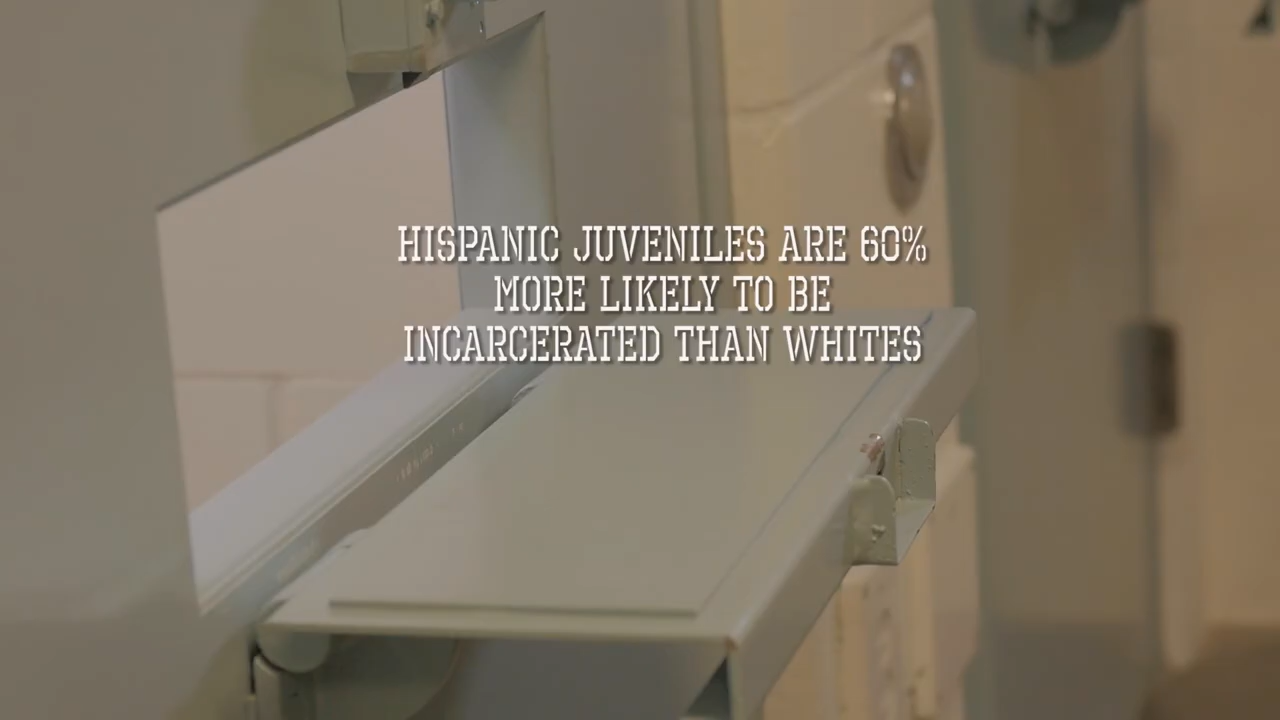 HISPANIC JUVENILES ARE 60%
MORE LIKELY TO BE
INCARCERATED THAN WHITES